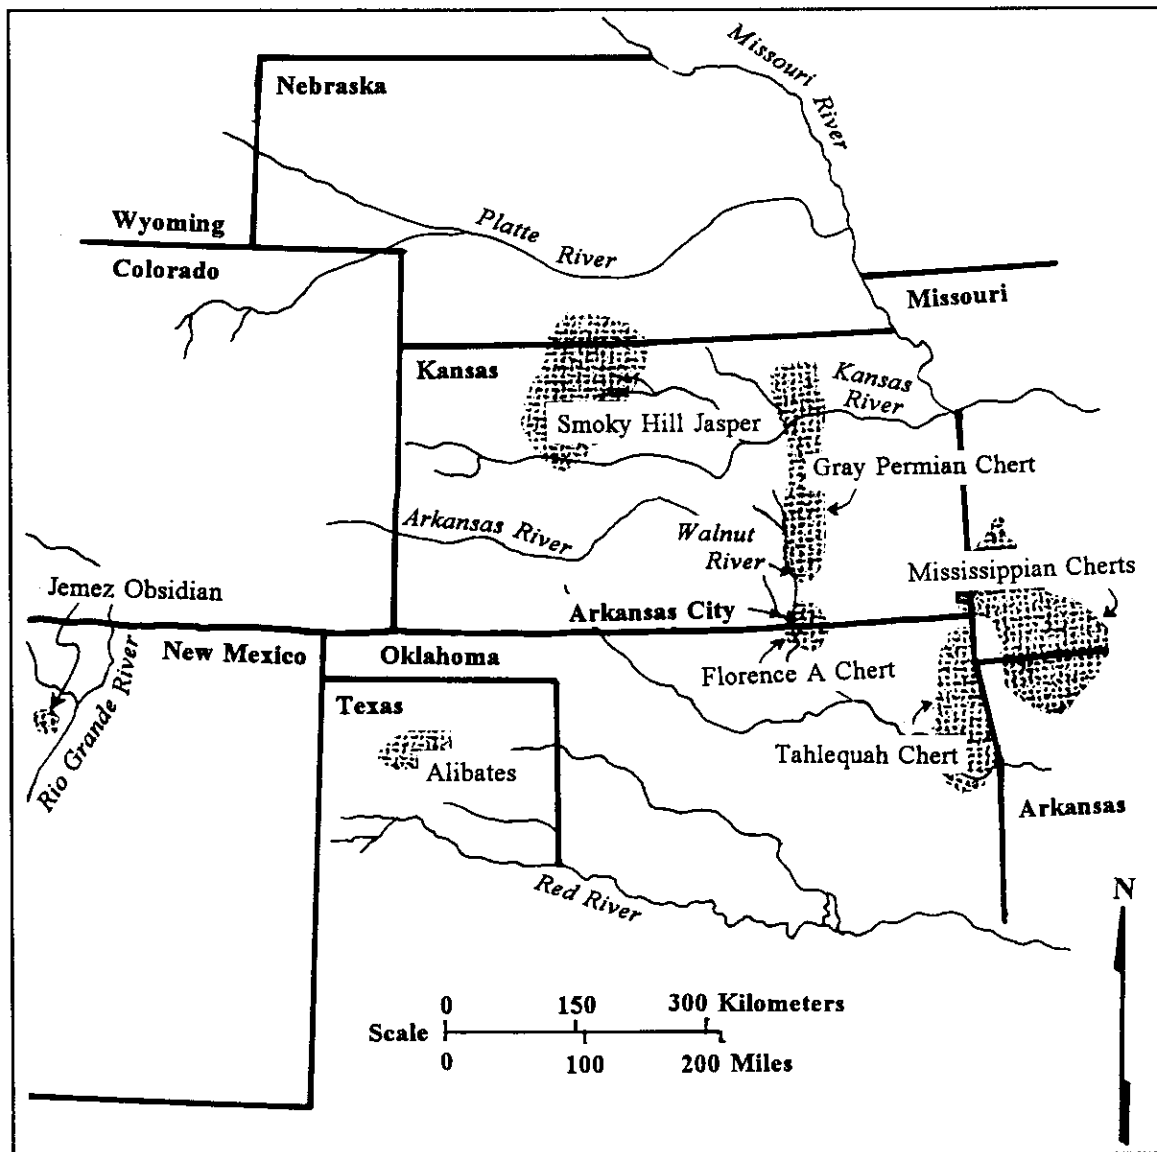 Missouri
River
Nebraska
Wyoming
Platte
River
Colorado
Missouri
Kansas
Kansas
River
Smoky Hill Jasper
Gray Permian Chert
Arkansas River
Walnut
River
Mississippian Cherts
Jemez Obsidian
Arkansas City
New Mexico
Oklahoma
Florence A Chert
Rio Grande River
Texas
Tahlequah Chert
Alibates
Arkansas
Red River
N
0 150 300 Kilometers
Scale
0 100 200 Miles